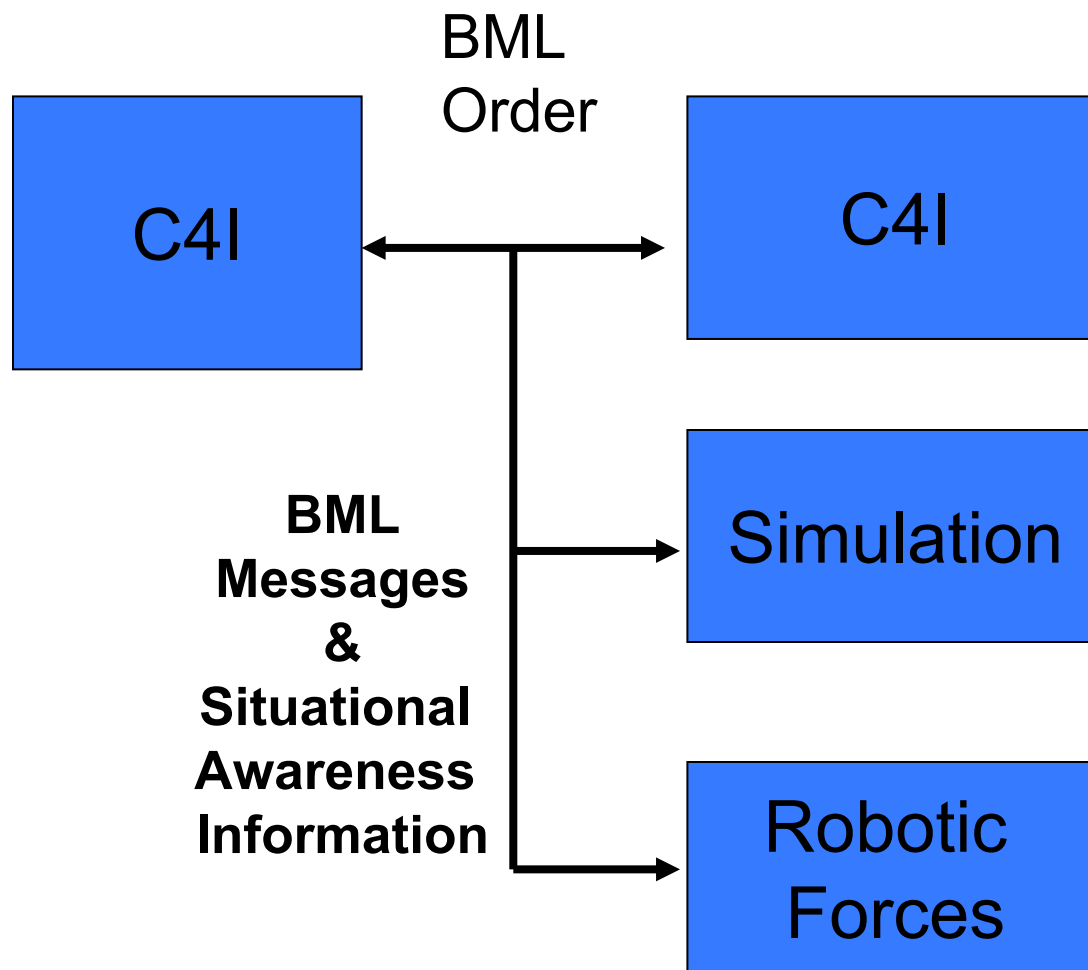 BML
Order
C4I
C4I
Simulation
BML
Messages
&
Situational
Awareness
Information
Robotic
Forces